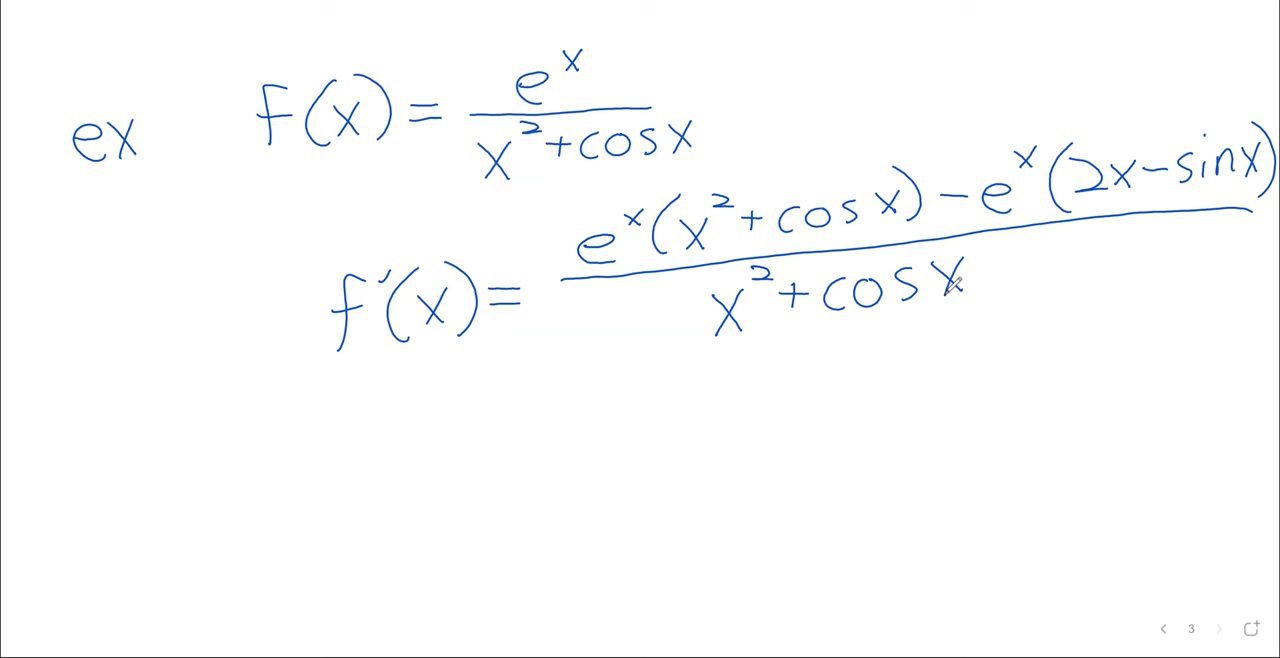 ex f(x) = e^x / (x^2 + cos x)
f'(x) = (e^x (x^2 + cos x) − e^x (2x − sin x)) / (x^2 + cos x)
3